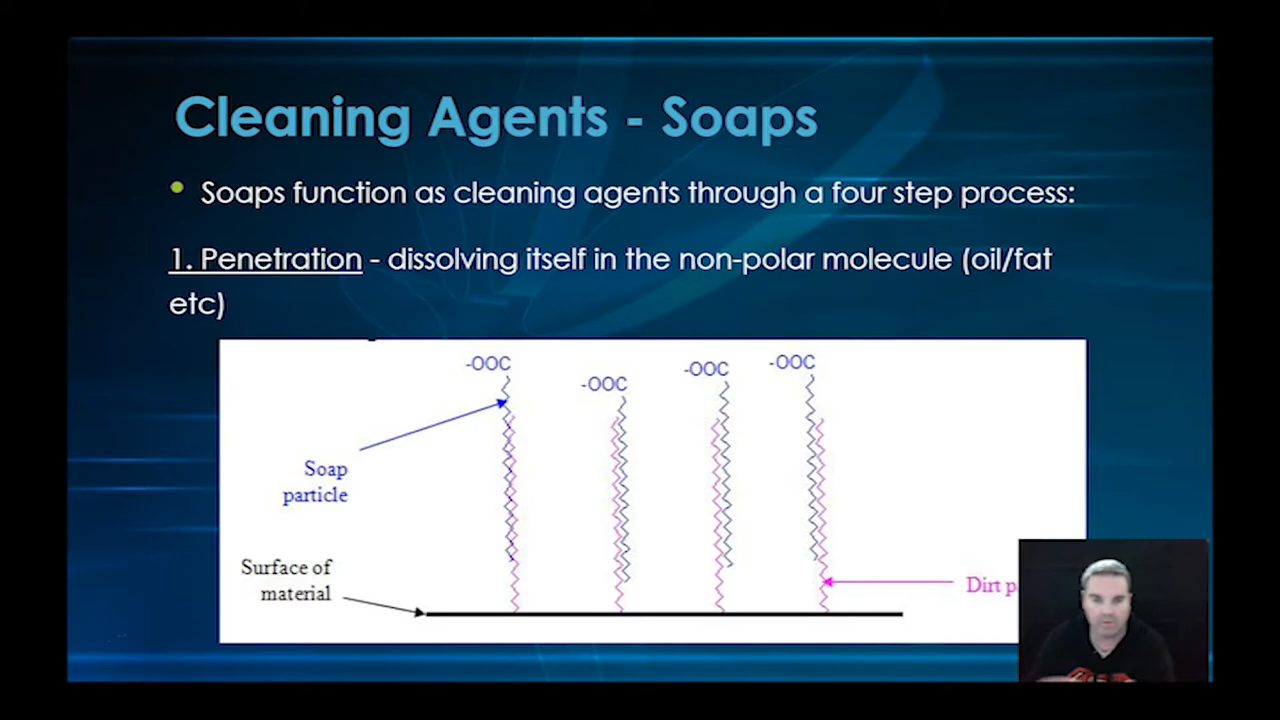 Cleaning Agents - Soaps
• Soaps function as cleaning agents through a four step process:
1. Penetration - dissolving itself in the non-polar molecule (oil/fat
etc)
-OOC
-OOC
-OOC
-OOC
Soap
particle
Surface of
material
Dirt